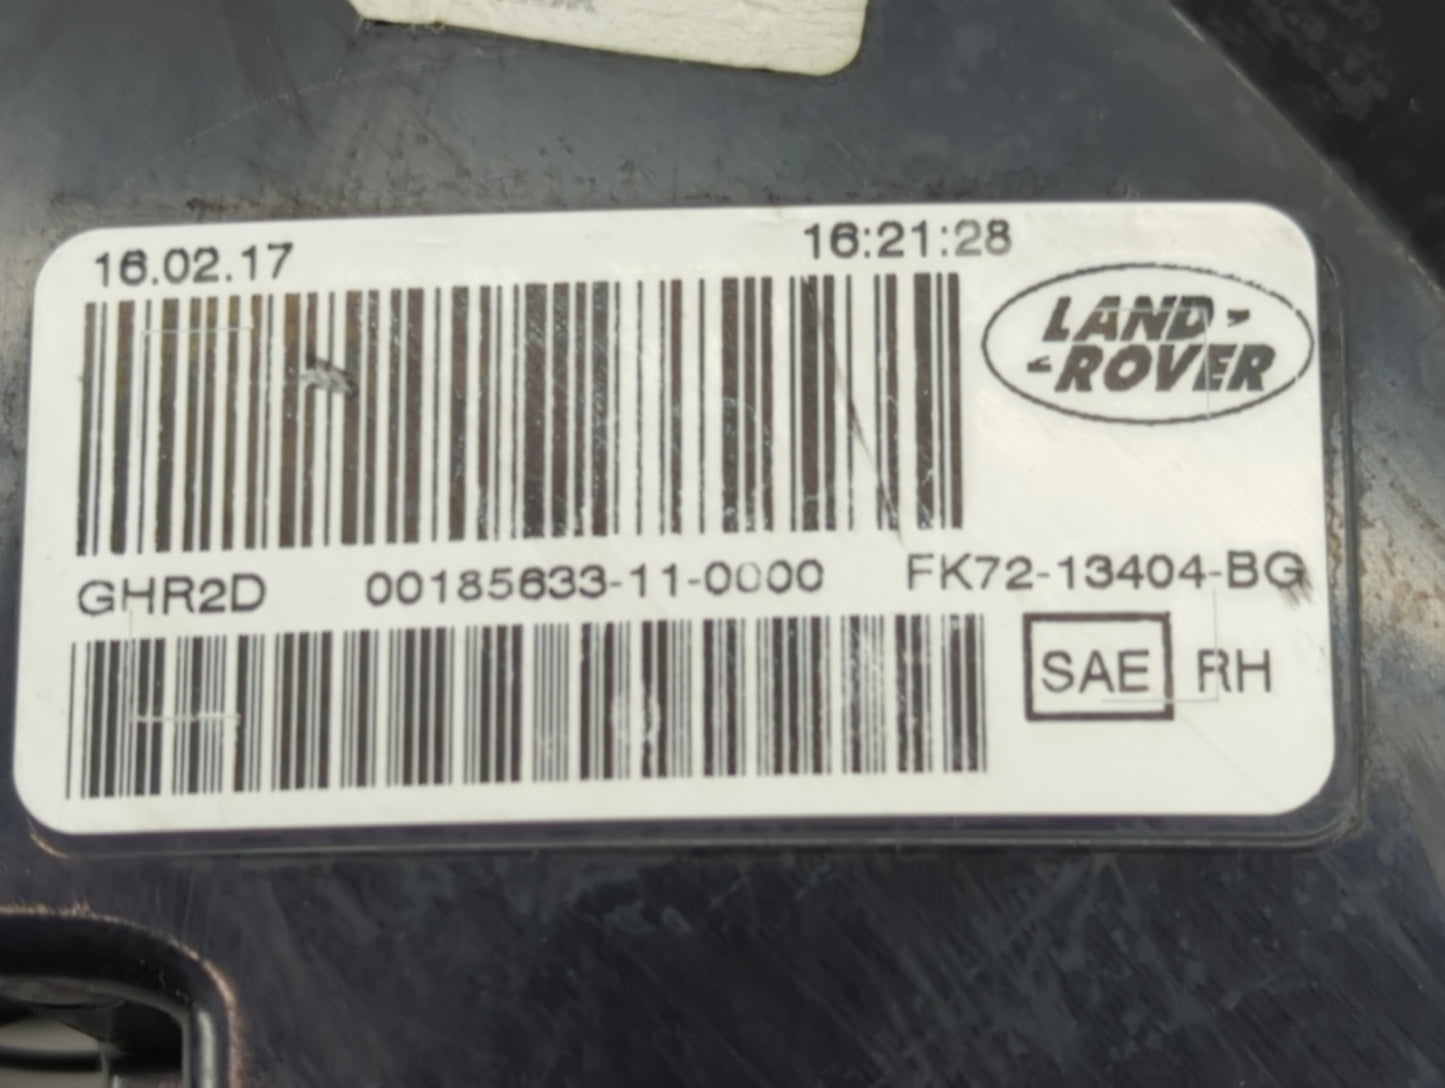 16.02.17 16:21:28
LAND-
-ROVER
GHR2D 00185633-11-0000 FK72-13404-BG
SAE RH